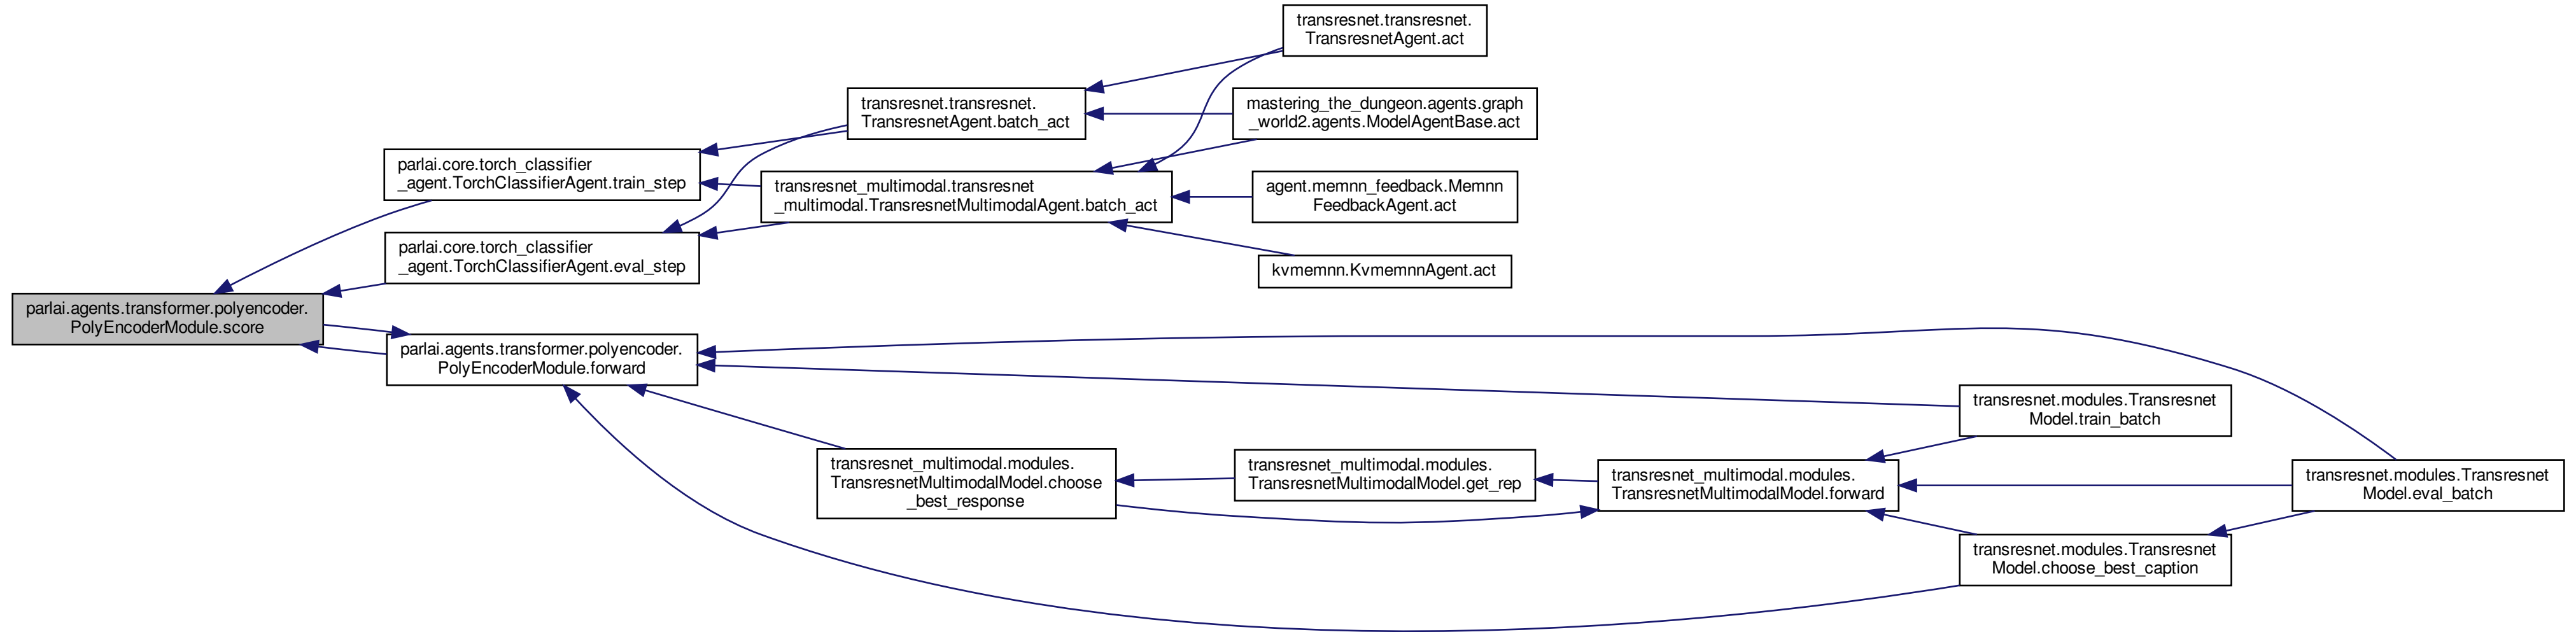 transresnet.transresnet.
TransresnetAgent.act
transresnet.transresnet.
TransresnetAgent.batch_act
mastering_the_dungeon.agents.graph
_world2.agents.ModelAgentBase.act
parlai.core.torch_classifier
_agent.TorchClassifierAgent.train_step
transresnet_multimodal.transresnet
_multimodal.TransresnetMultimodalAgent.batch_act
agent.memnn_feedback.Memnn
FeedbackAgent.act
parlai.core.torch_classifier
_agent.TorchClassifierAgent.eval_step
kvmemnn.KvmemnnAgent.act
parlai.agents.transformer.polyencoder.
PolyEncoderModule.score
parlai.agents.transformer.polyencoder.
PolyEncoderModule.forward
transresnet.modules.Transresnet
Model.train_batch
transresnet_multimodal.modules.
TransresnetMultimodalModel.choose
_best_response
transresnet_multimodal.modules.
TransresnetMultimodalModel.get_rep
transresnet_multimodal.modules.
TransresnetMultimodalModel.forward
transresnet.modules.Transresnet
Model.eval_batch
transresnet.modules.Transresnet
Model.choose_best_caption